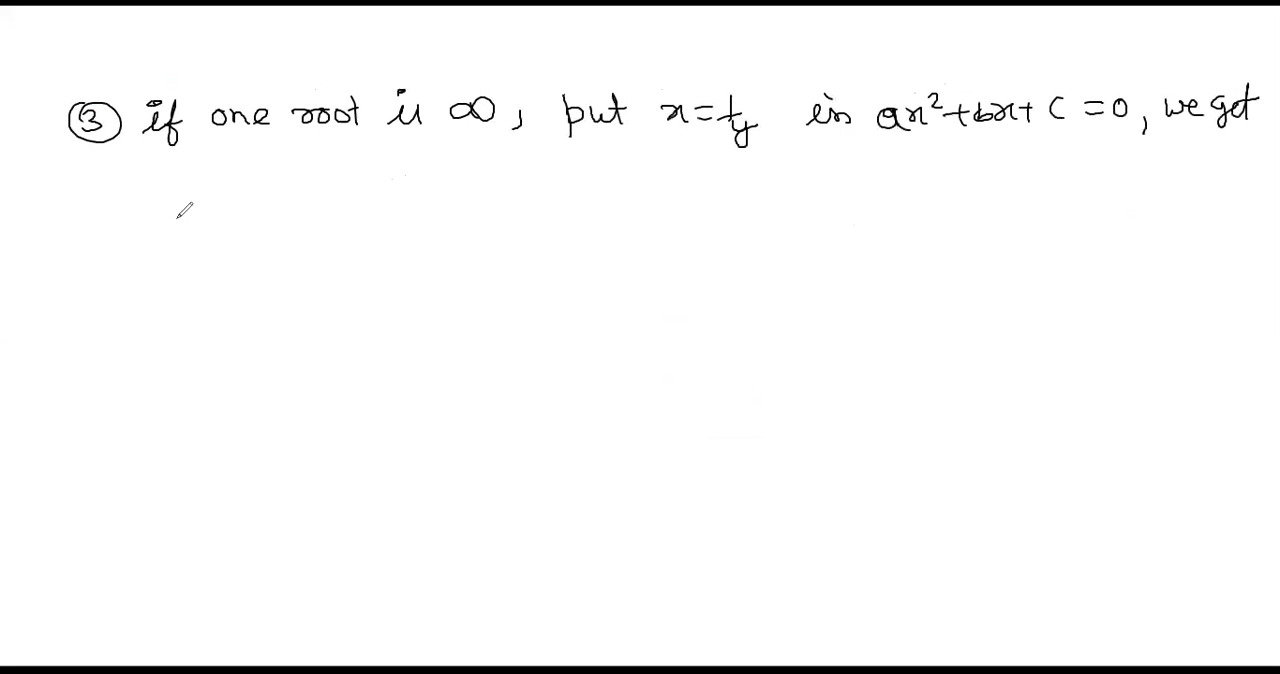 ③ if one root is ∞, put x=1/y in ax²+bx+c=0, we get